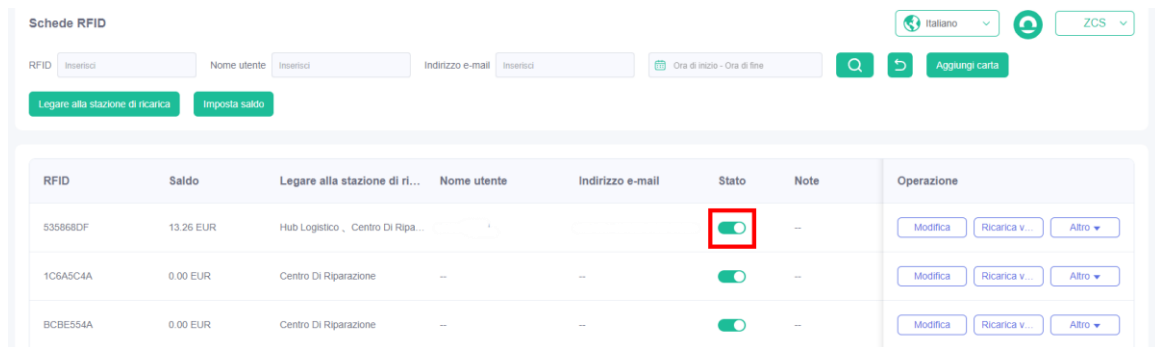 Schede RFID
Italiano
ZCS
RFID Inserisci Nome utente Inserisci Indirizzo e-mail Inserisci Ora di inizio - Ora di fine Aggiungi carta
Legare alla stazione di ricarica Imposta saldo
RFID Saldo Legare alla stazione di ri... Nome utente Indirizzo e-mail Stato Note Operazione
535868DF 13.26 EUR Hub Logistico 、Centro Di Ripa... -- Modifica Ricarica v... Altro
1C6A5C4A 0.00 EUR Centro Di Riparazione -- -- -- Modifica Ricarica v... Altro
BCBE554A 0.00 EUR Centro Di Riparazione -- -- -- Modifica Ricarica v... Altro